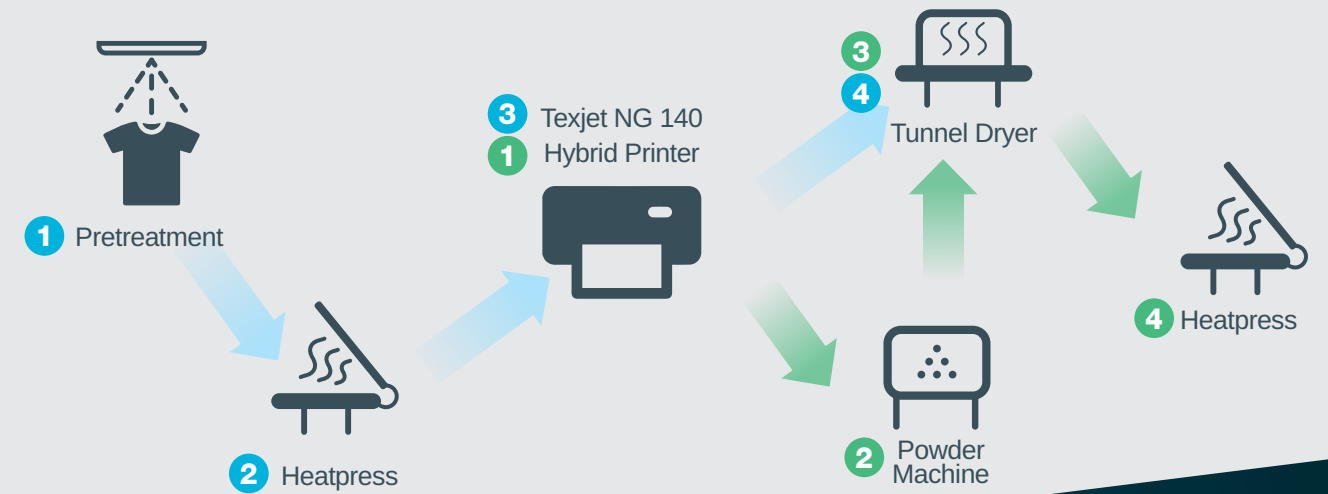 1 Pretreatment
2 Heatpress
3 Texjet NG 140
1 Hybrid Printer
3
4
Tunnel Dryer
2 Powder
Machine
4 Heatpress